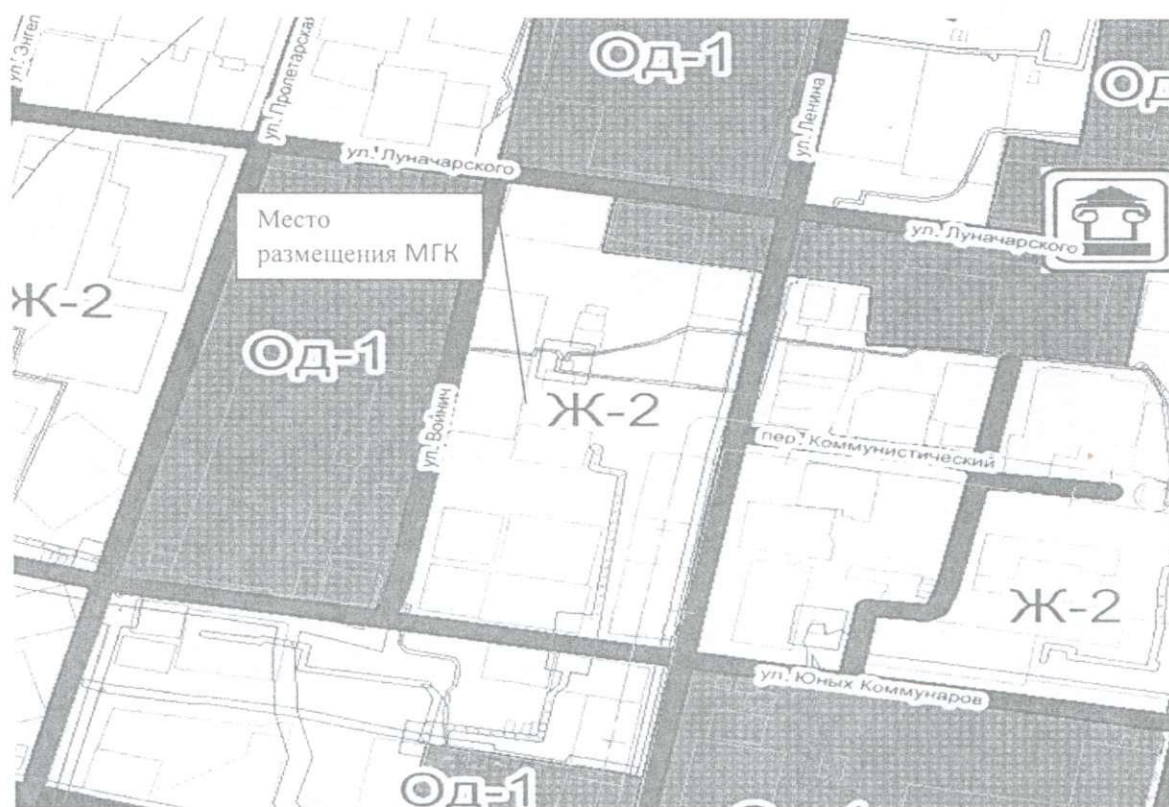 ул. Энгел
ул. Пролетарская
Од-1
ул. Ленина
Од
ул. Луначарского
Место
размещения МГК
ул. Луначарского
Ж-2
Од-1
ул. Войнич
Ж-2
пер. Коммунистический
Ж-2
ул. Юных Коммунаров
Од-1